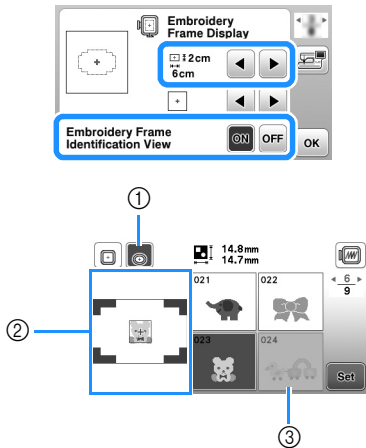 Embroidery
Frame Display
2cm
6cm
Embroidery Frame
Identification View
ON OFF
OK
①
14.8mm
14.7mm
②
021 022
6
9
023 024
Set
③